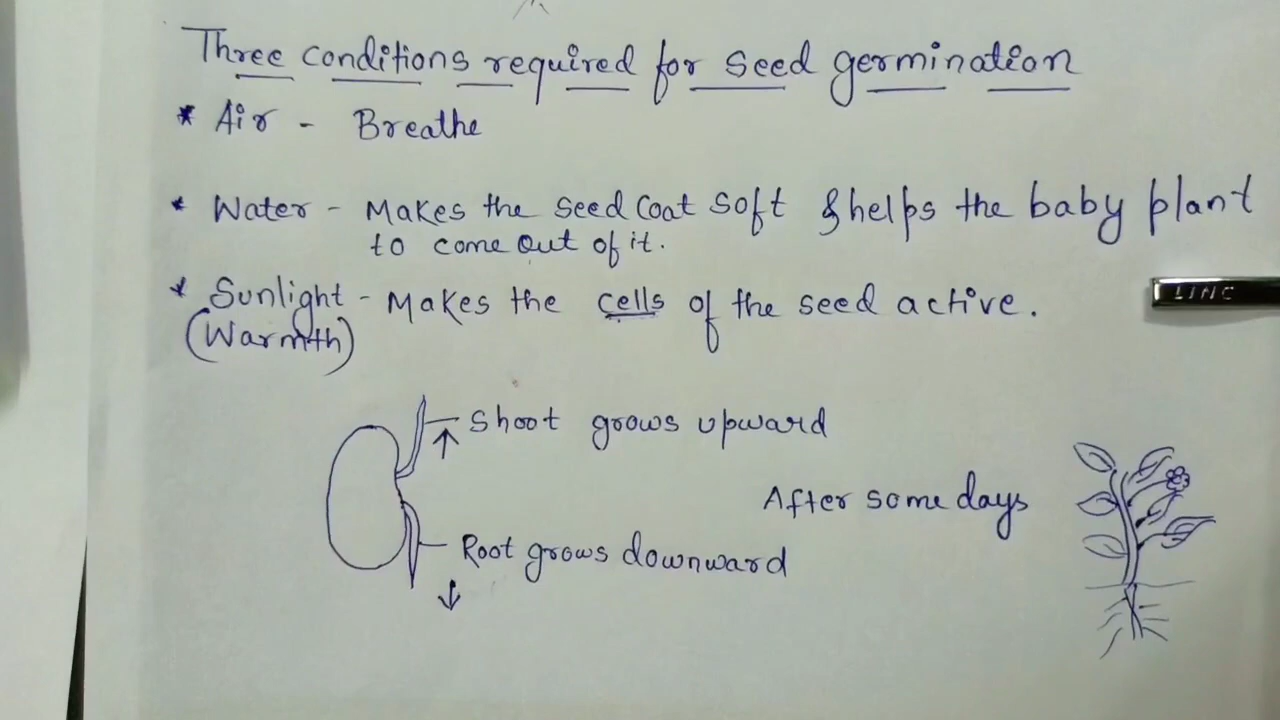 Three conditions required for seed germination
* Air - Breathe
* Water - Makes the seed coat soft & helps the baby plant
to come out of it.
* Sunlight - Makes the cells of the seed active.
(Warmth)
LINC
Shoot grows upward
After some days
Root grows downward